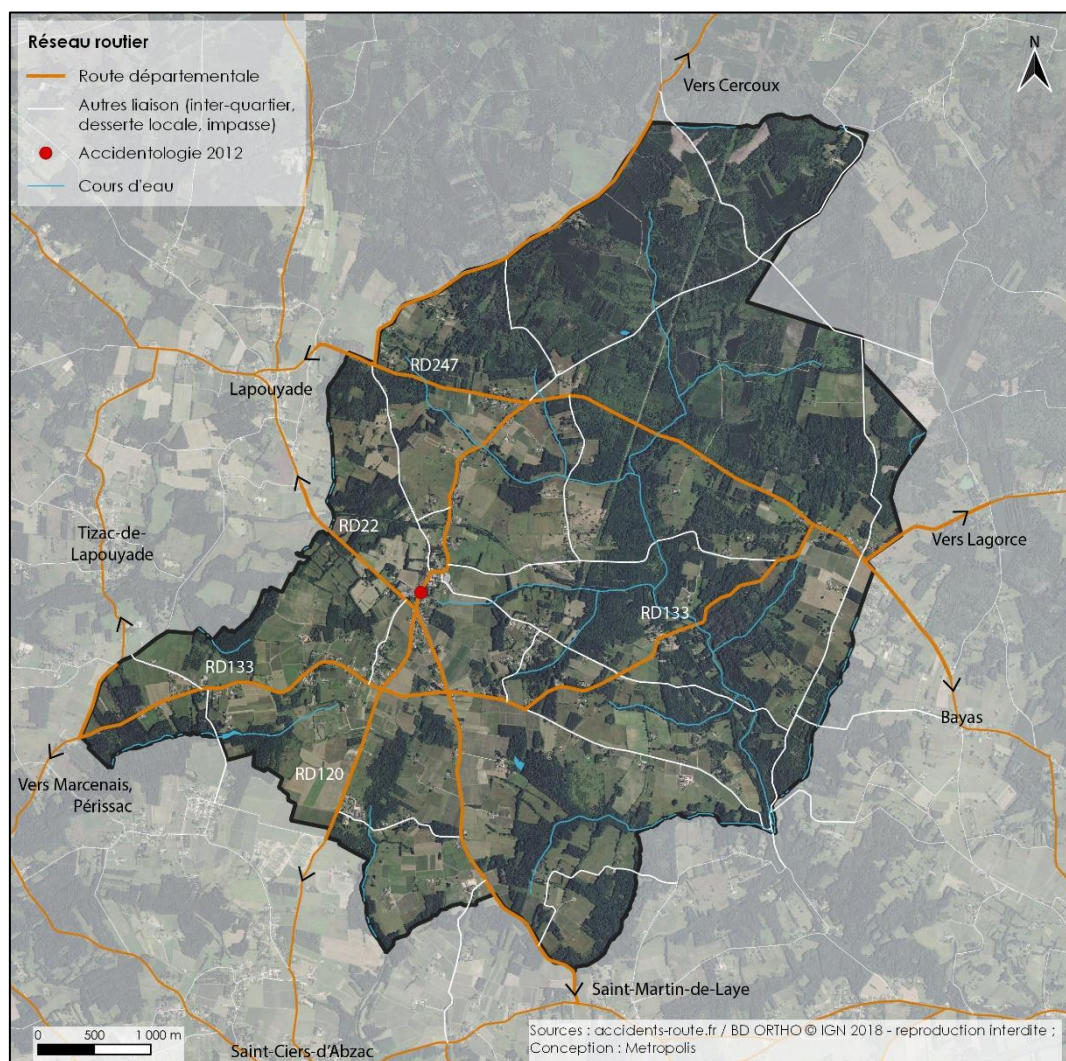 Réseau routier
Route départementale
Autres liaison (inter-quartier,
desserte locale, impasse)
Accidentologie 2012
Cours d'eau
N
Vers Cercoux
RD247
Lapouyade
RD22
Tizac-de-
Lapouyade
Vers Lagorce
RD133
RD133
Bayas
RD120
Vers Marcenais,
Périssac
Saint-Martin-de-Laye
0 500 1 000 m
Saint-Ciers-d'Abzac
Sources : accidents-route.fr / BD ORTHO © IGN 2018 - reproduction interdite ;
Conception : Metropolis